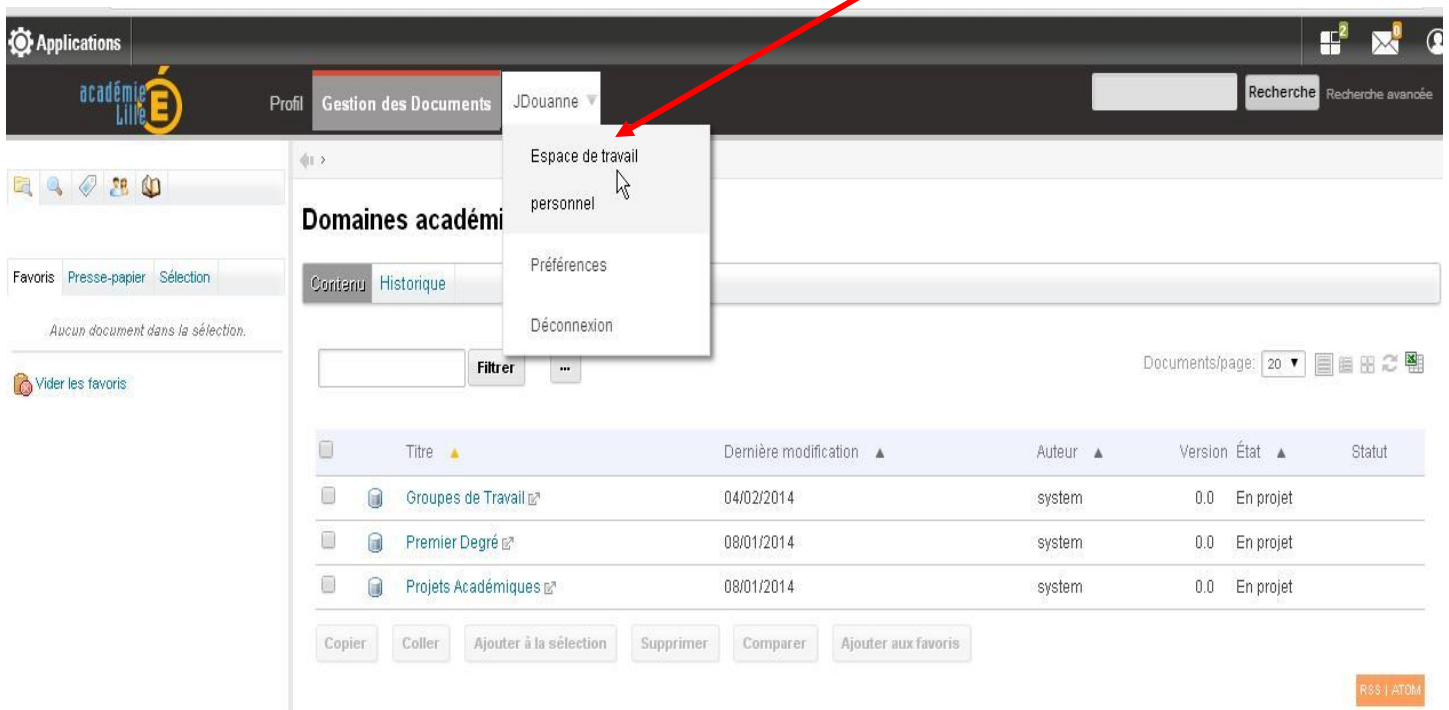 Applications
2
0
académie
Lille
É
Profil
Gestion des Documents
JDouanne
Recherche
Recherche avancée
Espace de travail
personnel
Préférences
Déconnexion
Domaines académi
Favoris
Presse-papier
Sélection
Contenu
Historique
Aucun document dans la sélection.
Vider les favoris
Filtrer
...
Documents/page:
20
Titre
Dernière modification
Auteur
Version
État
Statut
Groupes de Travail
04/02/2014
system
0.0
En projet
Premier Degré
08/01/2014
system
0.0
En projet
Projets Académiques
08/01/2014
system
0.0
En projet
Copier
Coller
Ajouter à la sélection
Supprimer
Comparer
Ajouter aux favoris
RSS | ATOM